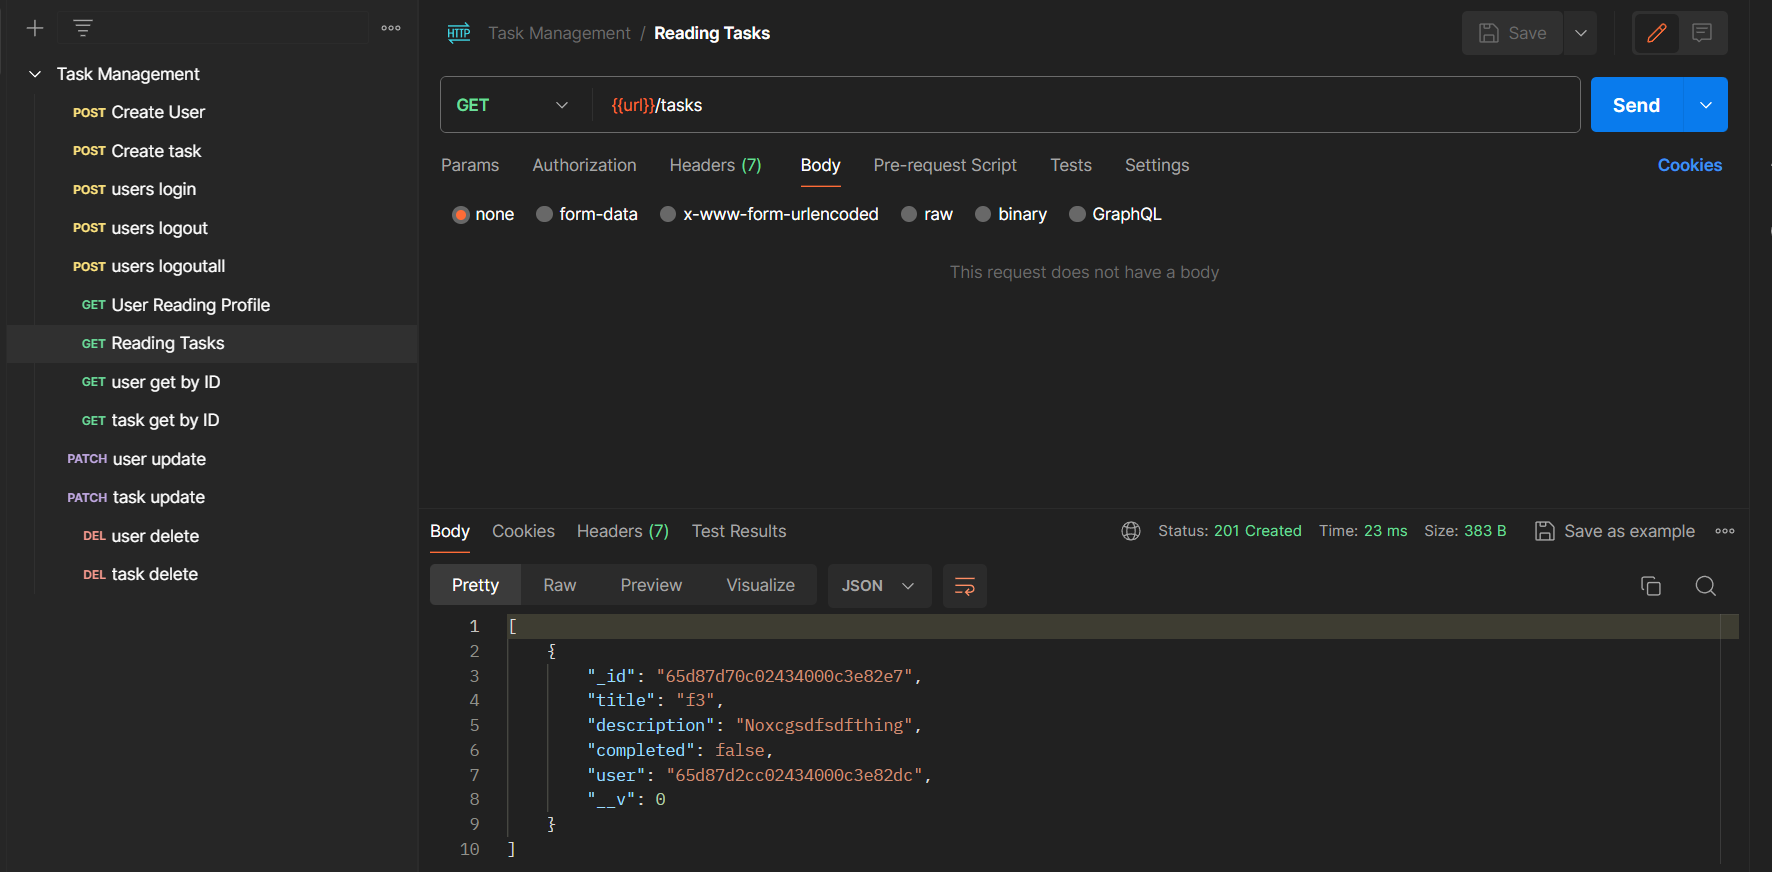 Task Management
POST Create User
POST Create task
POST users login
POST users logout
POST users logoutall
GET User Reading Profile
GET Reading Tasks
GET user get by ID
GET task get by ID
PATCH user update
PATCH task update
DEL user delete
DEL task delete
HTTP Task Management / Reading Tasks
Save
GET {{url}}/tasks
Send
Params Authorization Headers (7) Body Pre-request Script Tests Settings Cookies
none form-data x-www-form-urlencoded raw binary GraphQL
This request does not have a body
Body Cookies Headers (7) Test Results Status: 201 Created Time: 23 ms Size: 383 B Save as example
Pretty Raw Preview Visualize JSON
1 [
2 {
3 "_id": "65d87d70c02434000c3e82e7",
4 "title": "f3",
5 "description": "Noxcgsdfsdfthing",
6 "completed": false,
7 "user": "65d87d2cc02434000c3e82dc",
8 "__v": 0
9 }
10 ]